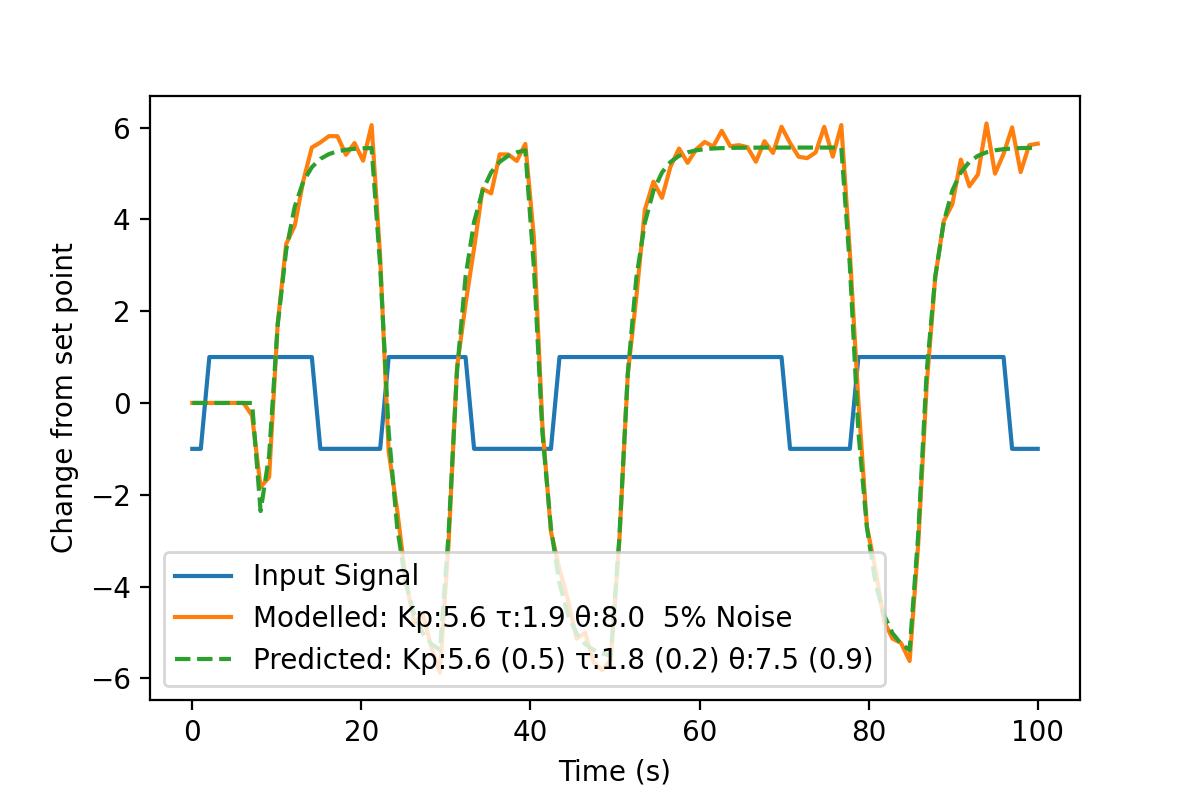 6
4
2
0
−2
−4
−6
Change from set point
Input Signal
Modelled: Kp:5.6 τ:1.9 θ:8.0  5% Noise
Predicted: Kp:5.6 (0.5) τ:1.8 (0.2) θ:7.5 (0.9)
0 20 40 60 80 100
Time (s)